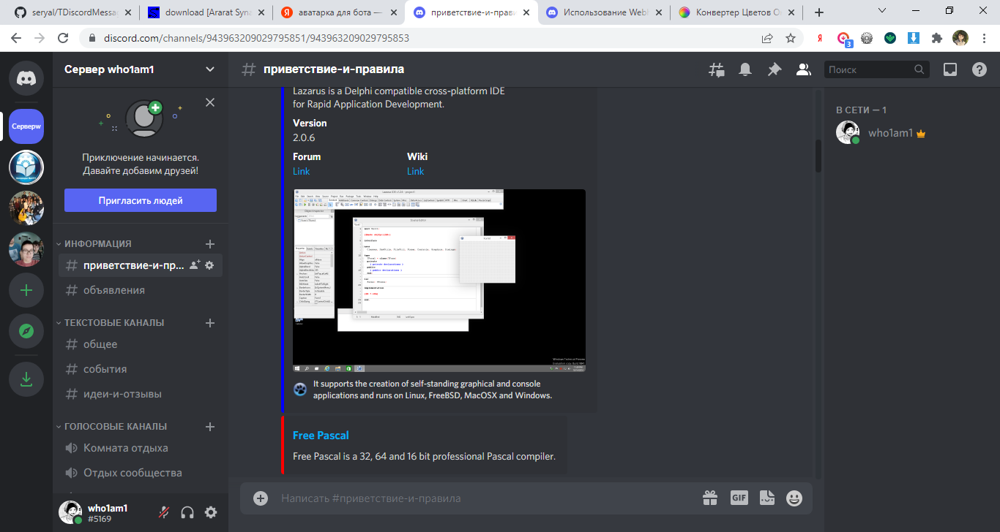 seryal/TDiscordMessa
download [Ararat Syna
аватарка для бота —
приветствие-и-прави
Использование Webh
Конвертер Цветов О
discord.com/channels/943963209029795851/943963209029795853
Я
3
Сервер who1am1
приветствие-и-правила
Поиск
Приключение начинается.
Давайте добавим друзей!
Пригласить людей
Серверw
ИНФОРМАЦИЯ
приветствие-и-пр...
объявления
ТЕКСТОВЫЕ КАНАЛЫ
общее
события
идеи-и-отзывы
ГОЛОСОВЫЕ КАНАЛЫ
Комната отдыха
Отдых сообщества
who1am1
#5169
Lazarus is a Delphi compatible cross-platform IDE
for Rapid Application Development.
Version
2.0.6
Forum
Wiki
Link
Link
It supports the creation of self-standing graphical and console
applications and runs on Linux, FreeBSD, MacOSX and Windows.
Free Pascal
Free Pascal is a 32, 64 and 16 bit professional Pascal compiler.
Написать #приветствие-и-правила
GIF
В СЕТИ — 1
who1am1